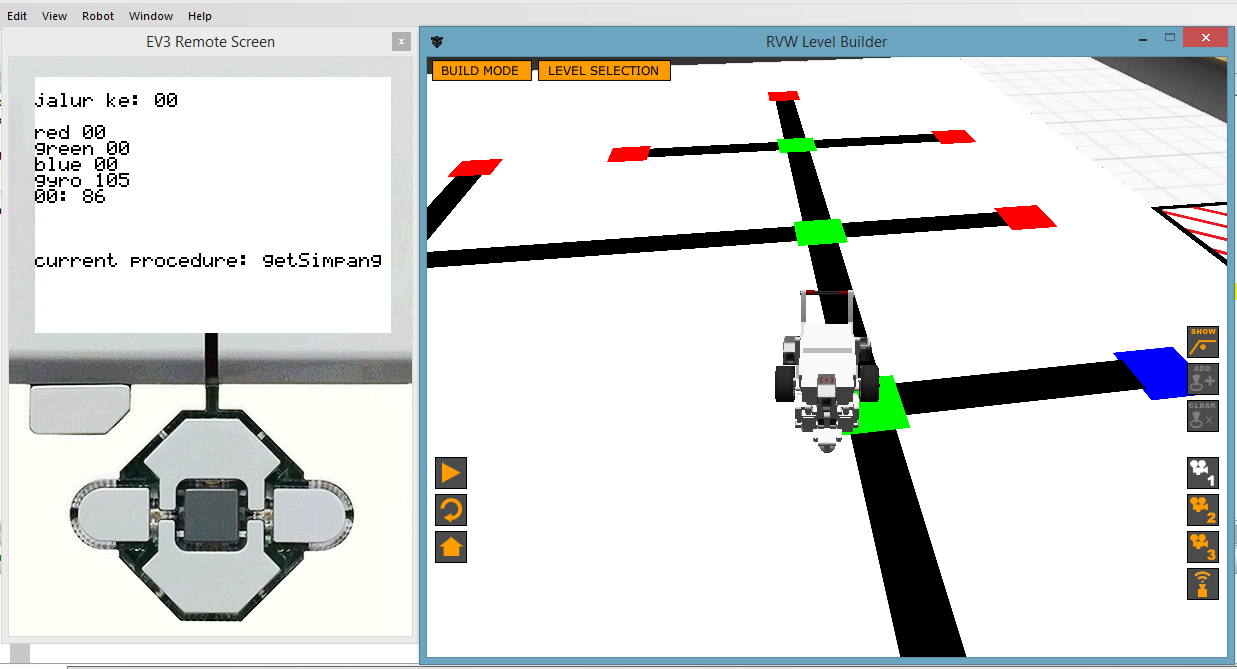 Edit View Robot Window Help
EV3 Remote Screen
x
jalur ke: 00
red 00
green 00
blue 00
gyro 105
00: 86
current procedure: getSimpang
RVW Level Builder
BUILD MODE LEVEL SELECTION
SHOW
ADD
CLEAR
1
2
3